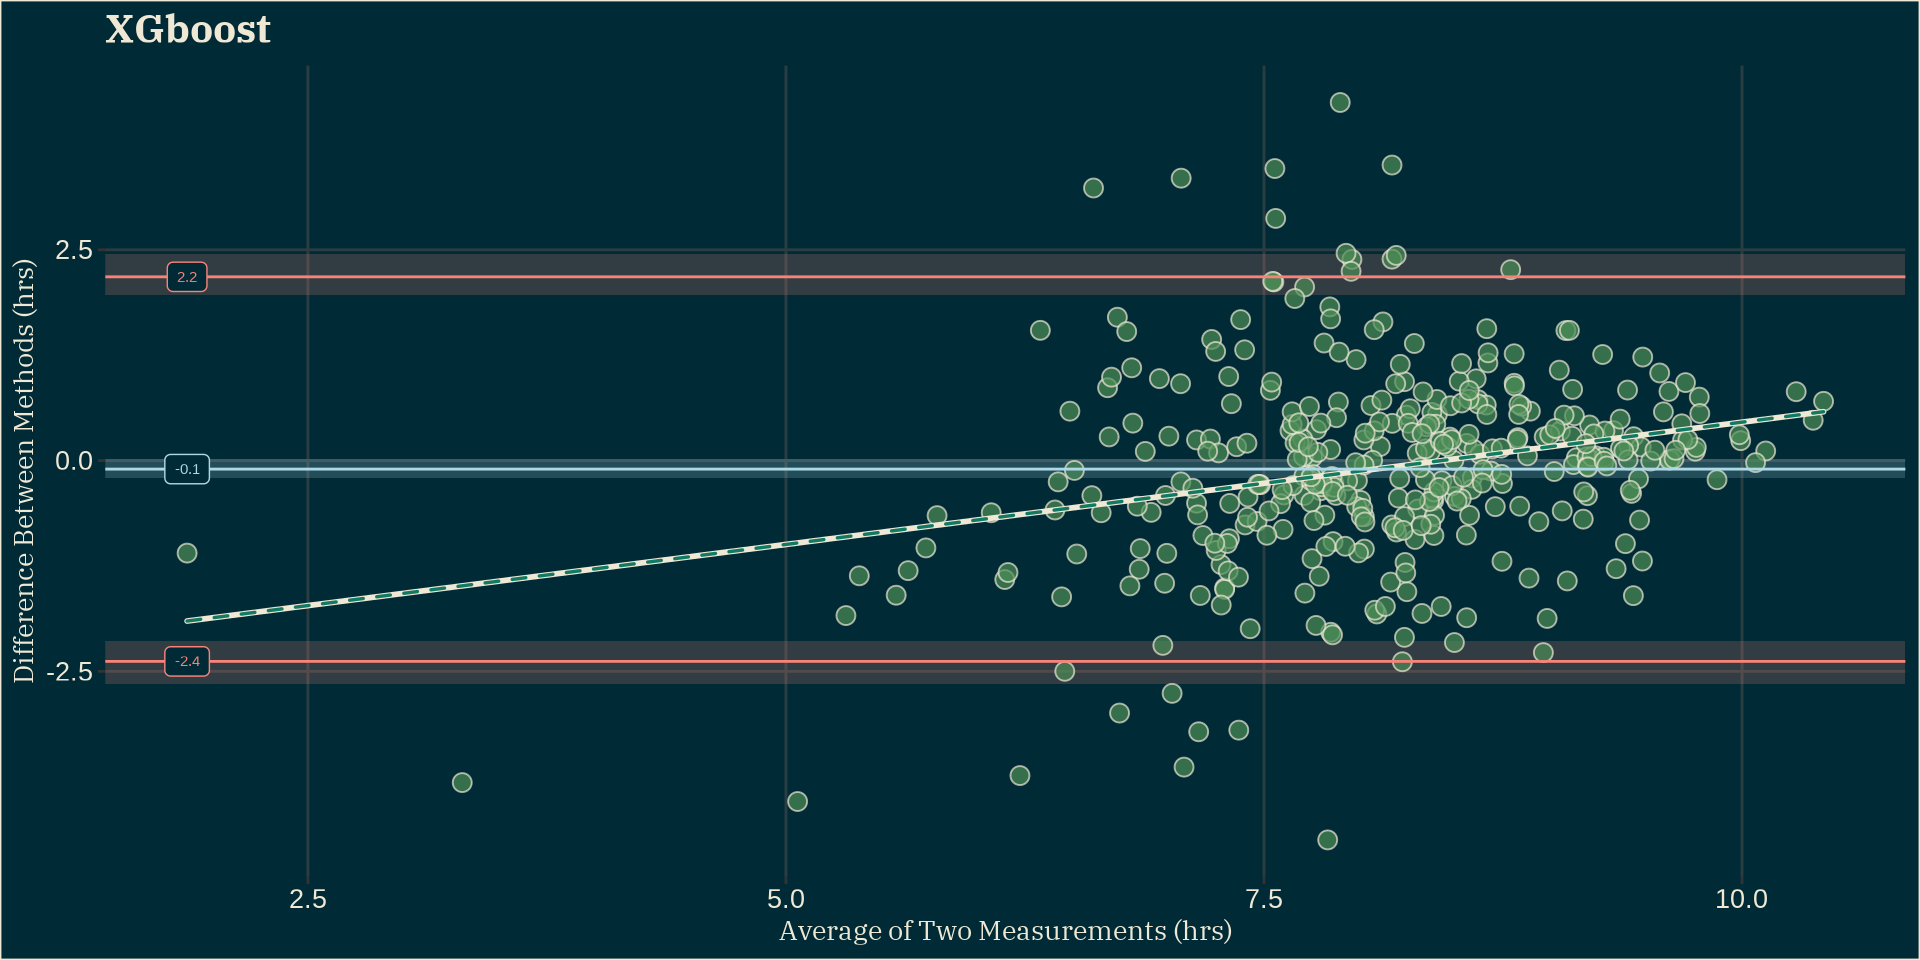 XGboost
Difference Between Methods (hrs)
2.5
0.0
-2.5
2.2
-0.1
-2.4
2.5 5.0 7.5 10.0
Average of Two Measurements (hrs)